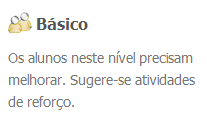 Básico
Os alunos neste nível precisam
melhorar. Sugere-se atividades
de reforço.